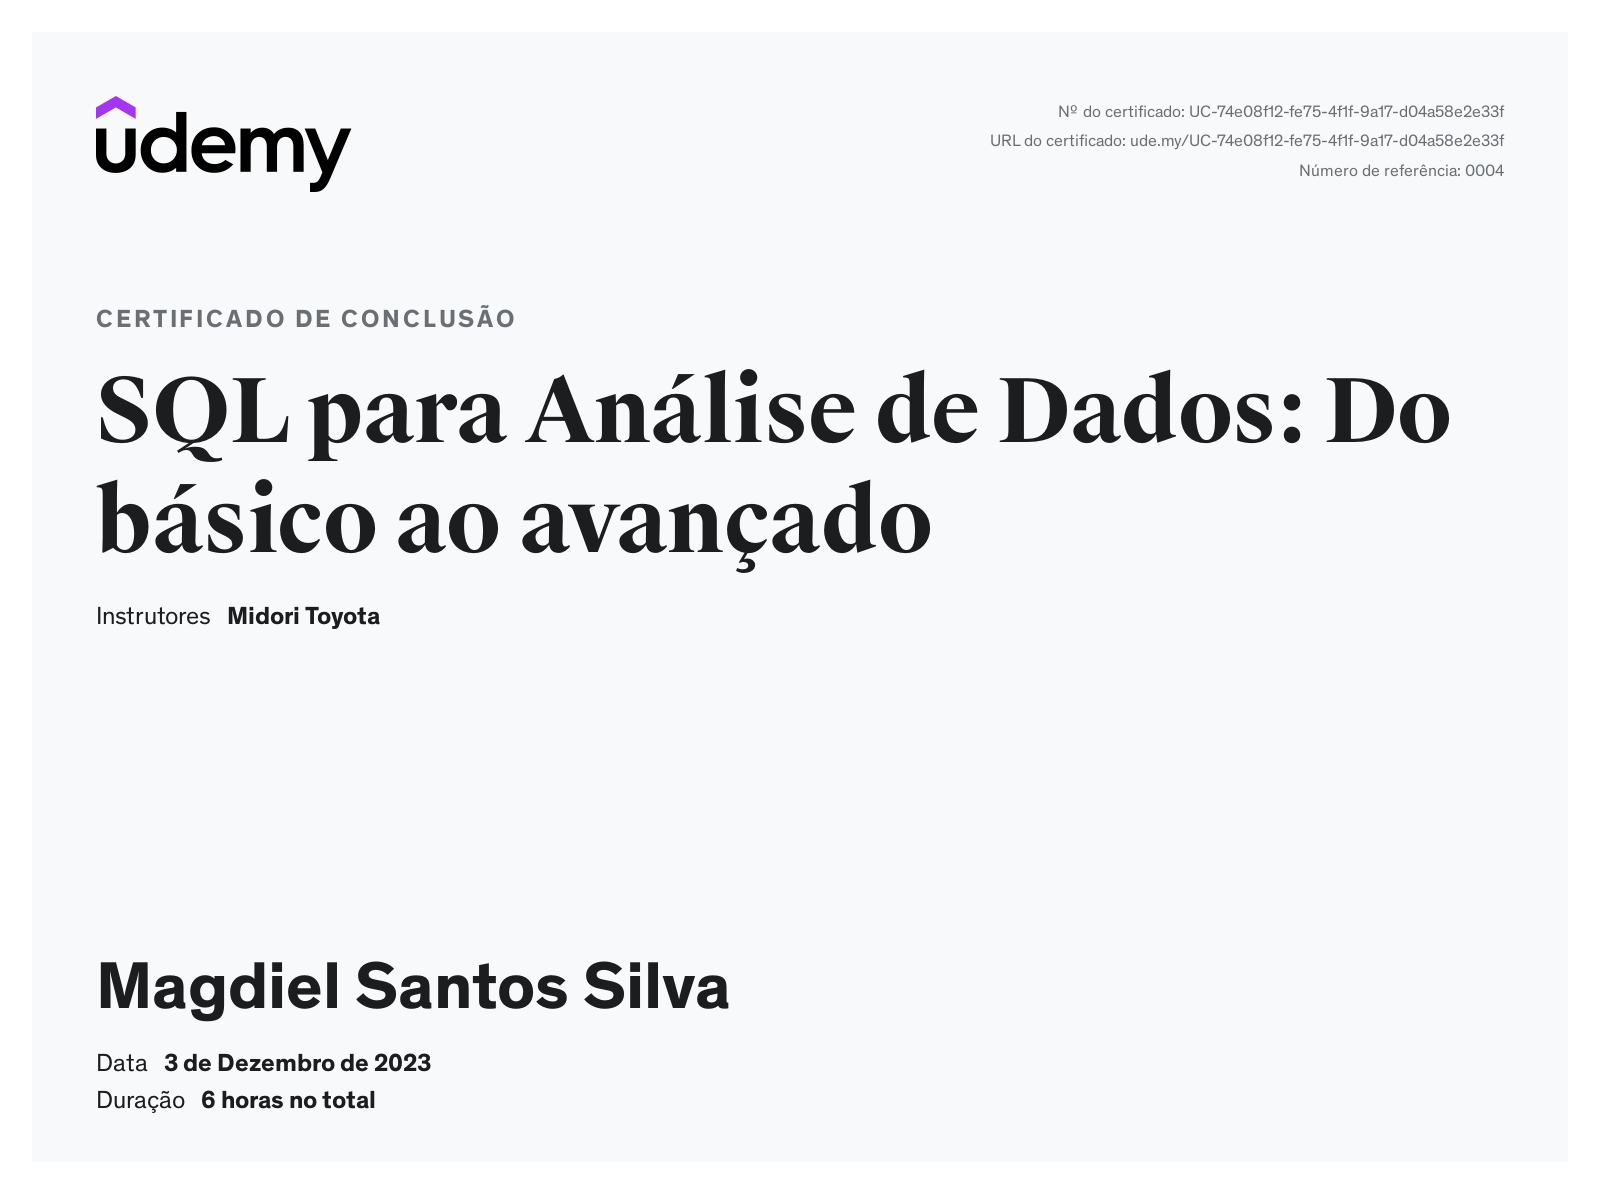 udemy
Nº do certificado: UC-74e08f12-fe75-4f1f-9a17-d04a58e2e33f
URL do certificado: ude.my/UC-74e08f12-fe75-4f1f-9a17-d04a58e2e33f
Número de referência: 0004
CERTIFICADO DE CONCLUSÃO
SQL para Análise de Dados: Do
básico ao avançado
Instrutores Midori Toyota
Magdiel Santos Silva
Data 3 de Dezembro de 2023
Duração 6 horas no total